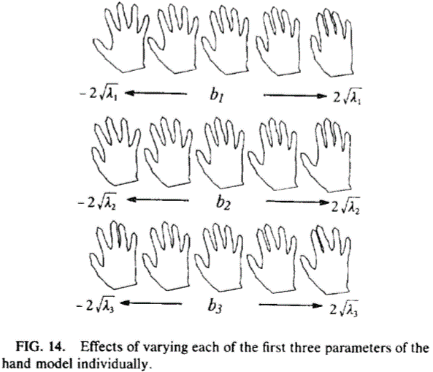 -2√λ₁ b₁ 2√λ₁
-2√λ₂ b₂ 2√λ₂
-2√λ₃ b₃ 2√λ₃
FIG. 14. Effects of varying each of the first three parameters of the
hand model individually.